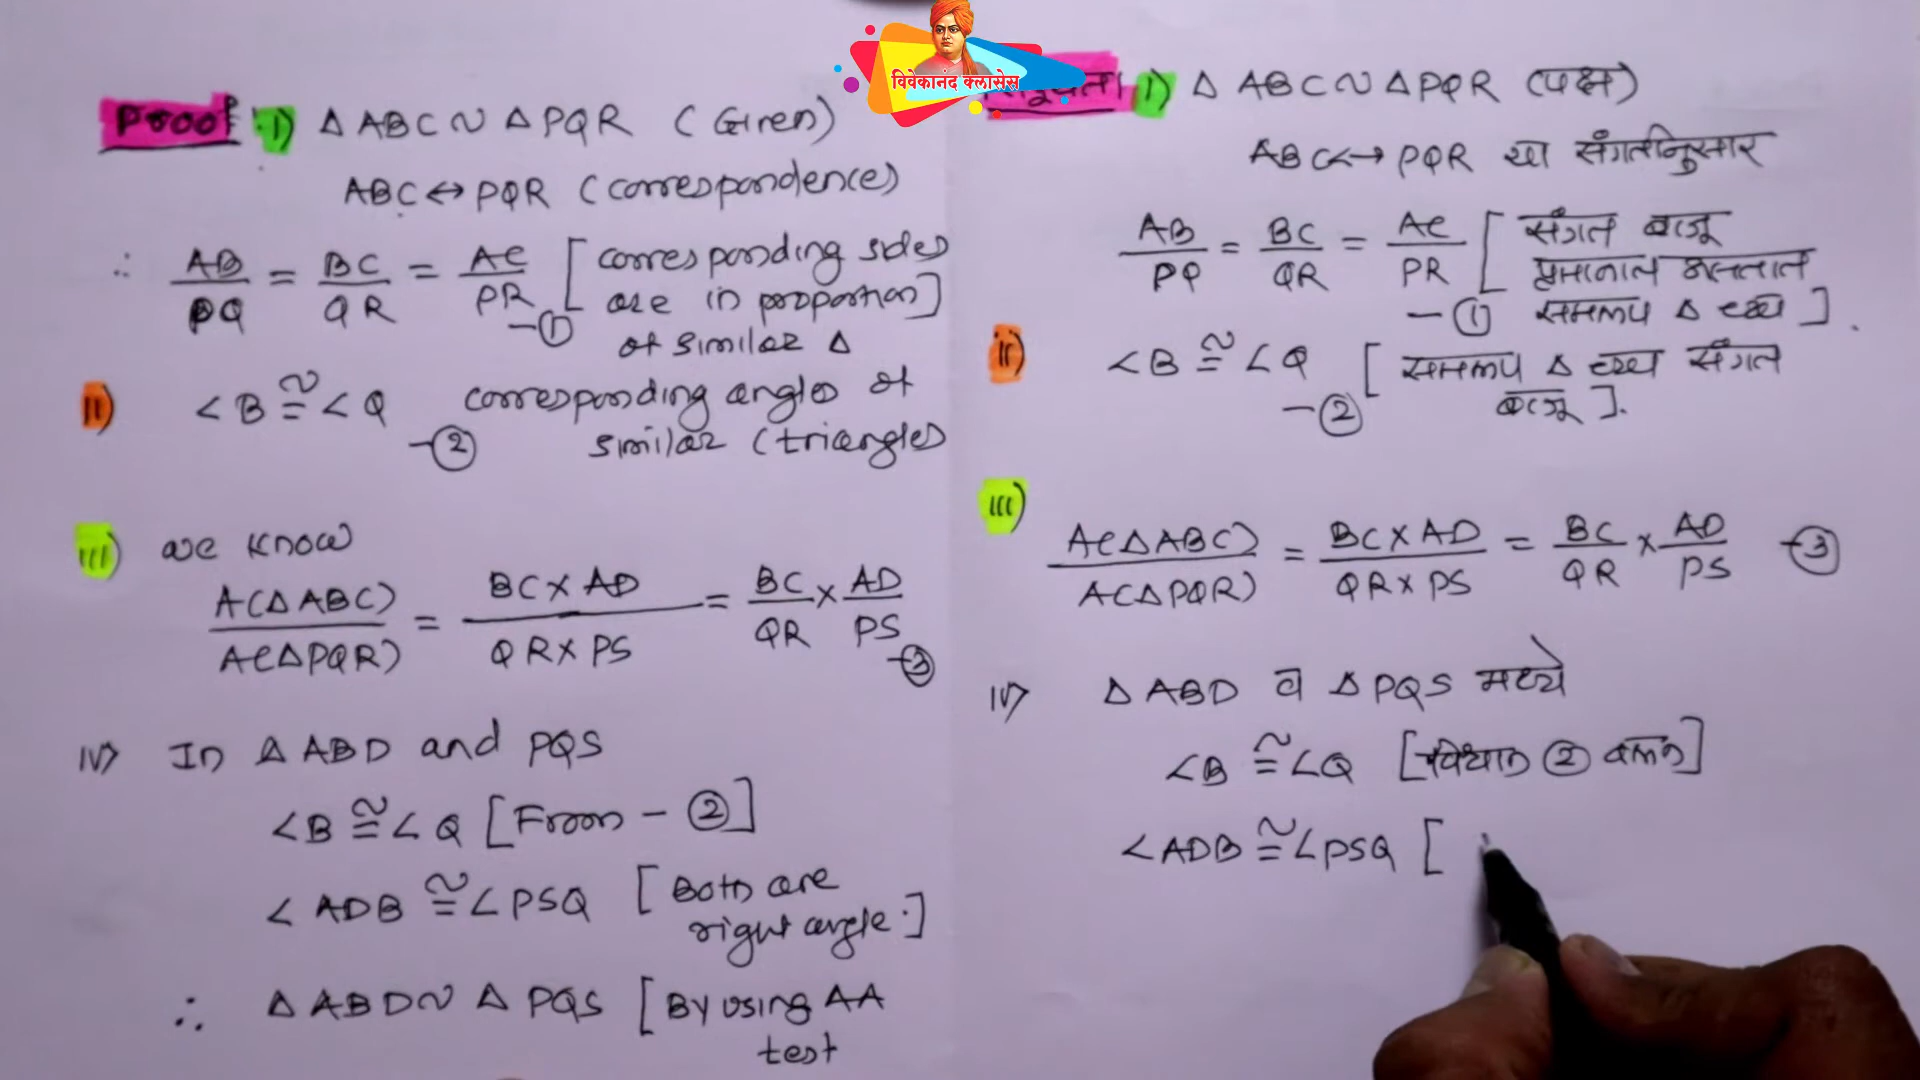 विवेकानंद क्लासेस
Proof i) Δ ABC ~ Δ PQR (Given)
ABC ↔ PQR (correspondence)
∴ AB/PQ = BC/QR = AC/PR — ① [corresponding sides
are in proportion]
of similar Δ
ii) ∠B ≅ ∠Q — ② corresponding angles of
similar (triangles
iii) we know
A(Δ ABC)/A(ΔPQR) = BC × AD/QR × PS = BC/QR × AD/PS — ③
iv) In Δ ABD and PQS
∠B ≅ ∠Q [From - ②]
∠ADB ≅ ∠PSQ [Both are
right angle.]
∴ Δ ABD ~ Δ PQS [By using AA
test
i) Δ ABC ~ Δ PQR (पक्ष)
ABC ↔ PQR या संगतीनुसार
AB/PQ = BC/QR = AC/PR — ① [संगत बाजू
प्रमाणात असतात
समरूप Δ च्या].
ii) ∠B ≅ ∠Q — ② [समरूप Δ च्या संगत
बाजू].
iii) A(ΔABC)/A(ΔPQR) = BC × AD/QR × PS = BC/QR × AD/PS — ③
iv) Δ ABD व Δ PQS मध्ये
∠B ≅ ∠Q [विधान ② वरून]
∠ADB ≅ ∠PSQ [